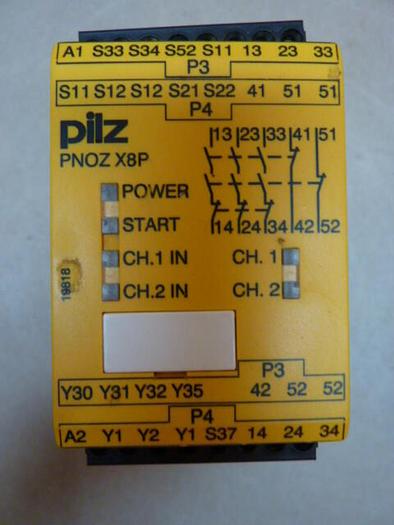 A1 S33 S34 S52 S11 13 23 33
P3
S11 S12 S12 S21 S22 41 51 51
P4
pilz
PNOZ X8P
13 23 33 41 51
POWER
START
14 24 34 42 52
CH.1 IN CH. 1
CH.2 IN CH. 2
19818
P3
Y30 Y31 Y32 Y35 42 52 52
P4
A2 Y1 Y2 Y1 S37 14 24 34